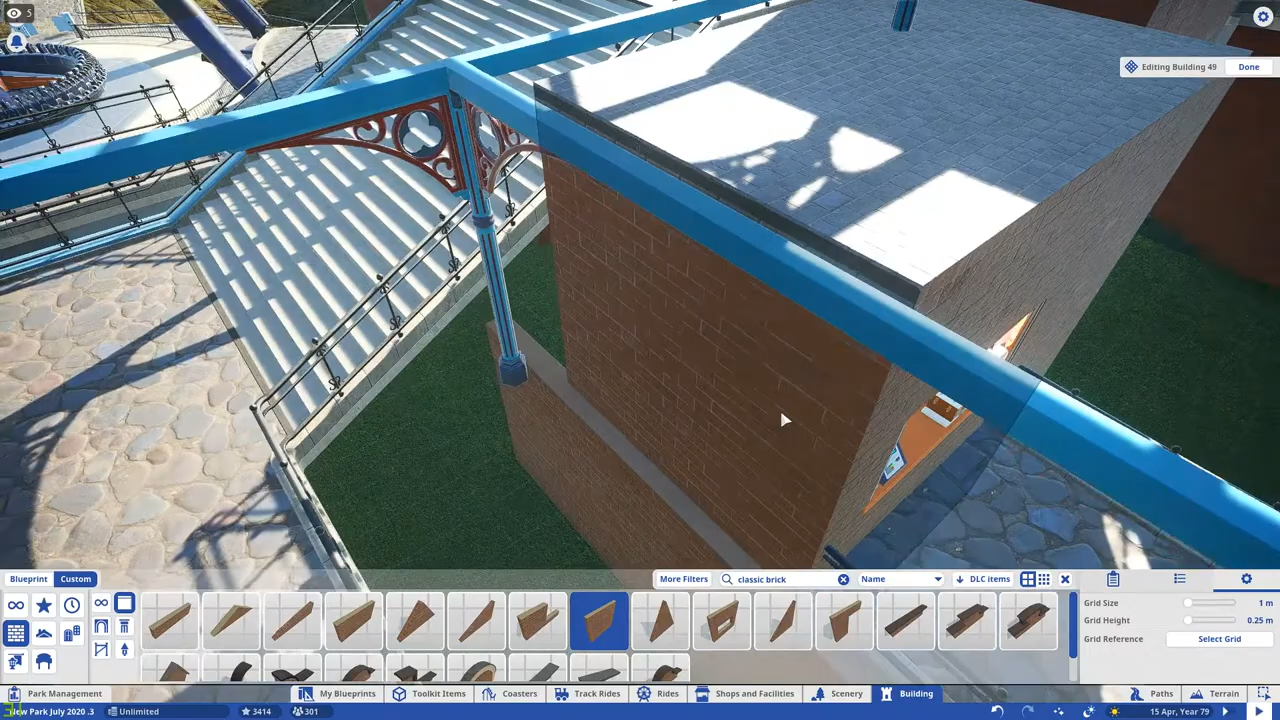 5
Editing Building 49
Done
Blueprint
Custom
More Filters
classic brick
Name
DLC items
Grid Size
1 m
Grid Height
0.25 m
Grid Reference
Select Grid
Park Management
My Blueprints
Toolkit Items
Coasters
Track Rides
Rides
Shops and Facilities
Scenery
Building
Paths
Terrain
New Park July 2020 .3
Unlimited
3414
301
15 Apr, Year 79